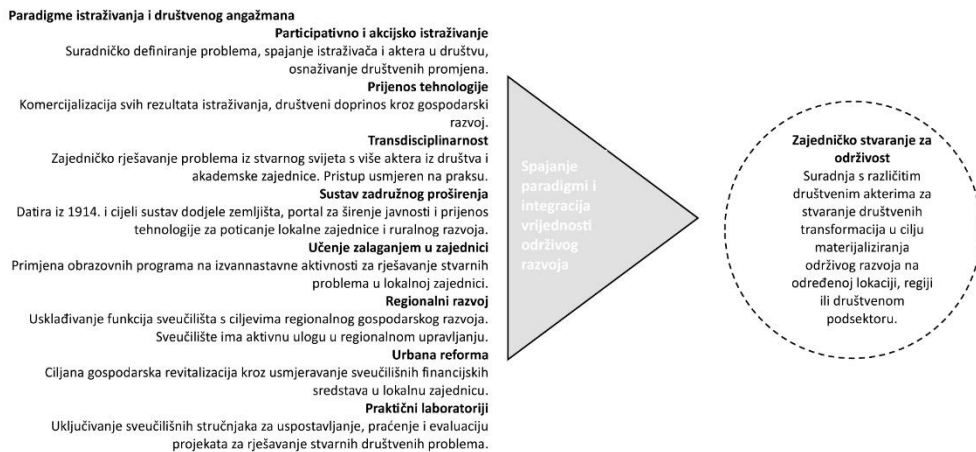 Paradigme istraživanja i društvenog angažmana
Participativno i akcijsko istraživanje
Suradničko definiranje problema, spajanje istraživača i aktera u društvu,
osnaživanje društvenih promjena.
Prijenos tehnologije
Komercijalizacija svih rezultata istraživanja, društveni doprinos kroz gospodarski
razvoj.
Transdisciplinarnost
Zajedničko rješavanje problema iz stvarnog svijeta s više aktera iz društva i
akademske zajednice. Pristup usmjeren na praksu.
Sustav zadružnog proširenja
Datira iz 1914. i cijeli sustav dodjele zemljišta, portal za širenje javnosti i prijenos
tehnologije za poticanje lokalne zajednice i ruralnog razvoja.
Učenje zalaganjem u zajednici
Primjena obrazovnih programa na izvannastavne aktivnosti za rješavanje stvarnih
problema u lokalnoj zajednici.
Regionalni razvoj
Usklađivanje funkcija sveučilišta s ciljevima regionalnog gospodarskog razvoja.
Sveučilište ima aktivnu ulogu u regionalnom upravljanju.
Urbana reforma
Ciljana gospodarska revitalizacija kroz usmjeravanje sveučilišnih financijskih
sredstava u lokalnu zajednicu.
Praktični laboratoriji
Uključivanje sveučilišnih stručnjaka za uspostavljanje, praćenje i evaluaciju
projekata za rješavanje stvarnih društvenih problema.
Spajanje
paradigmi i
integracija
vrijednosti
održivog
razvoja
Zajedničko stvaranje za
održivost
Suradnja s različitim
društvenim akterima za
stvaranje društvenih
transformacija u cilju
materijaliziranja
održivog razvoja na
određenoj lokaciji, regiji
ili društvenom
podsektoru.